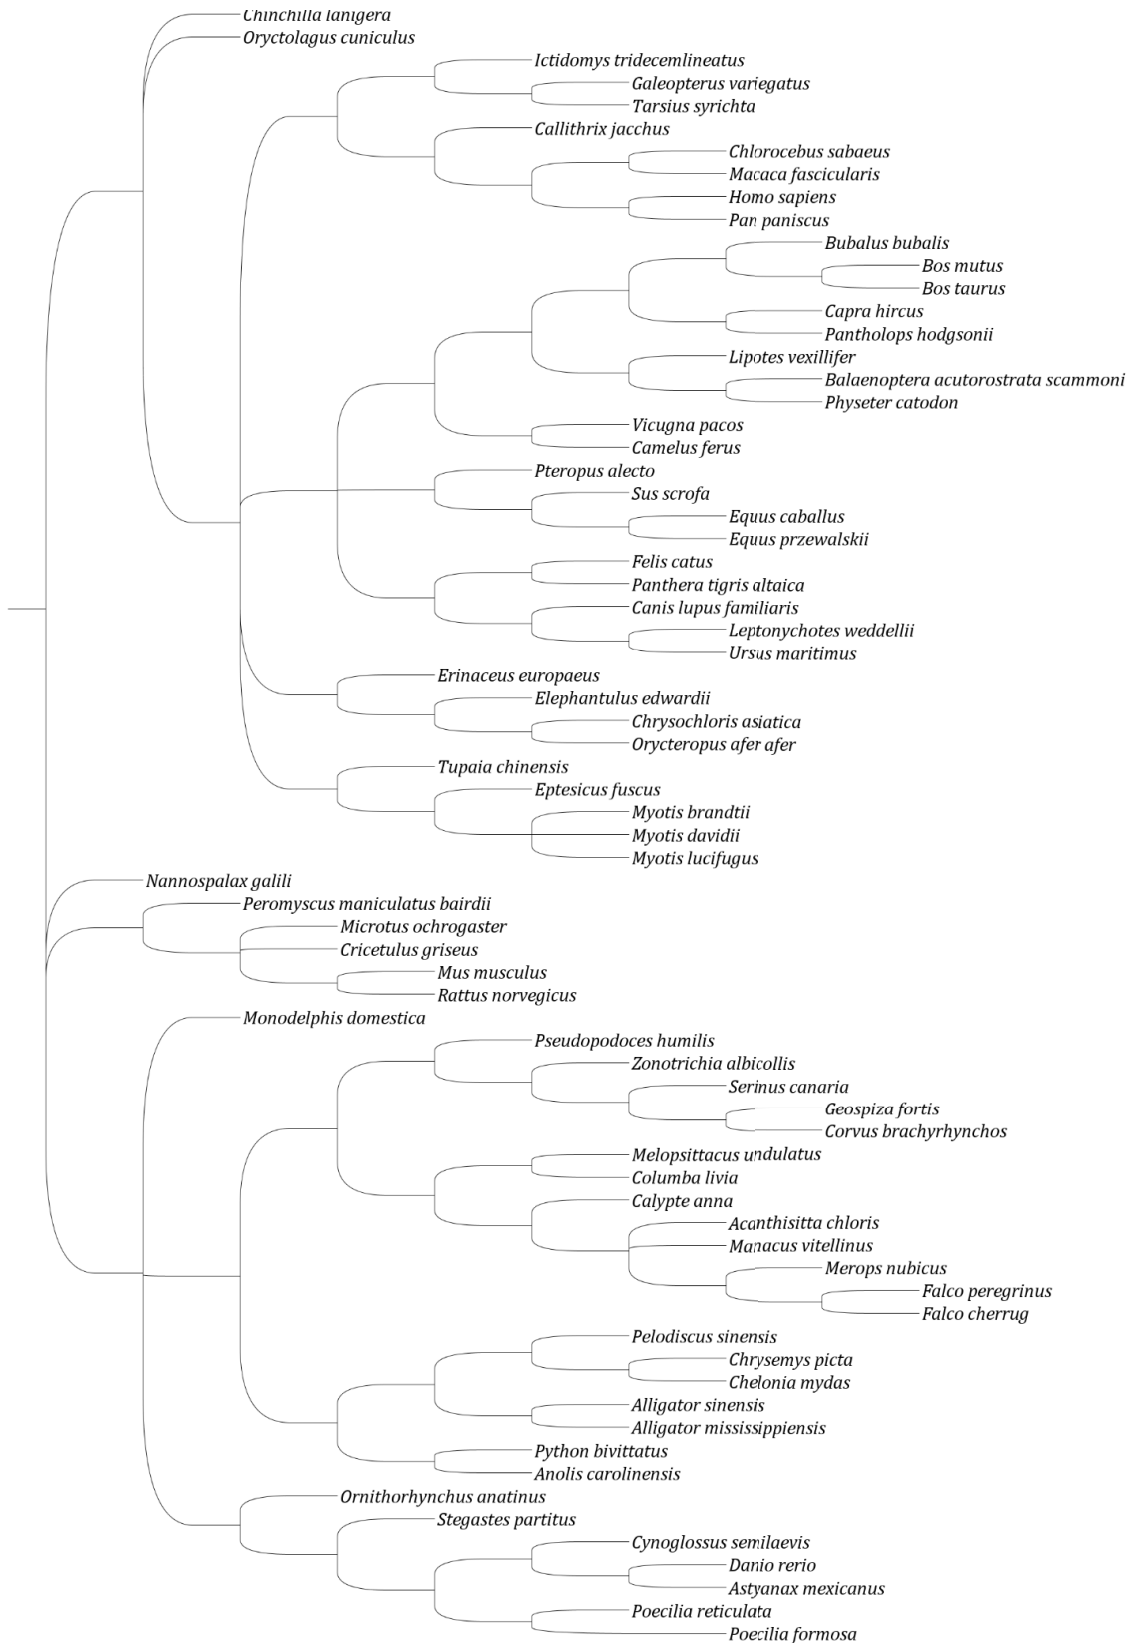 Chinchilla lanigera
Oryctolagus cuniculus
Ictidomys tridecemlineatus
Galeopterus variegatus
Tarsius syrichta
Callithrix jacchus
Chlorocebus sabaeus
Macaca fascicularis
Homo sapiens
Pan paniscus
Bubalus bubalis
Bos mutus
Bos taurus
Capra hircus
Pantholops hodgsonii
Lipotes vexillifer
Balaenoptera acutorostrata scammoni
Physeter catodon
Vicugna pacos
Camelus ferus
Pteropus alecto
Sus scrofa
Equus caballus
Equus przewalskii
Felis catus
Panthera tigris altaica
Canis lupus familiaris
Leptonychotes weddellii
Ursus maritimus
Erinaceus europaeus
Elephantulus edwardii
Chrysochloris asiatica
Orycteropus afer afer
Tupaia chinensis
Eptesicus fuscus
Myotis brandtii
Myotis davidii
Myotis lucifugus
Nannospalax galili
Peromyscus maniculatus bairdii
Microtus ochrogaster
Cricetulus griseus
Mus musculus
Rattus norvegicus
Monodelphis domestica
Pseudopodoces humilis
Zonotrichia albicollis
Serinus canaria
Geospiza fortis
Corvus brachyrhynchos
Melopsittacus undulatus
Columba livia
Calypte anna
Acanthisitta chloris
Manacus vitellinus
Merops nubicus
Falco peregrinus
Falco cherrug
Pelodiscus sinensis
Chrysemys picta
Chelonia mydas
Alligator sinensis
Alligator mississippiensis
Python bivittatus
Anolis carolinensis
Ornithorhynchus anatinus
Stegastes partitus
Cynoglossus semilaevis
Danio rerio
Astyanax mexicanus
Poecilia reticulata
Poecilia formosa